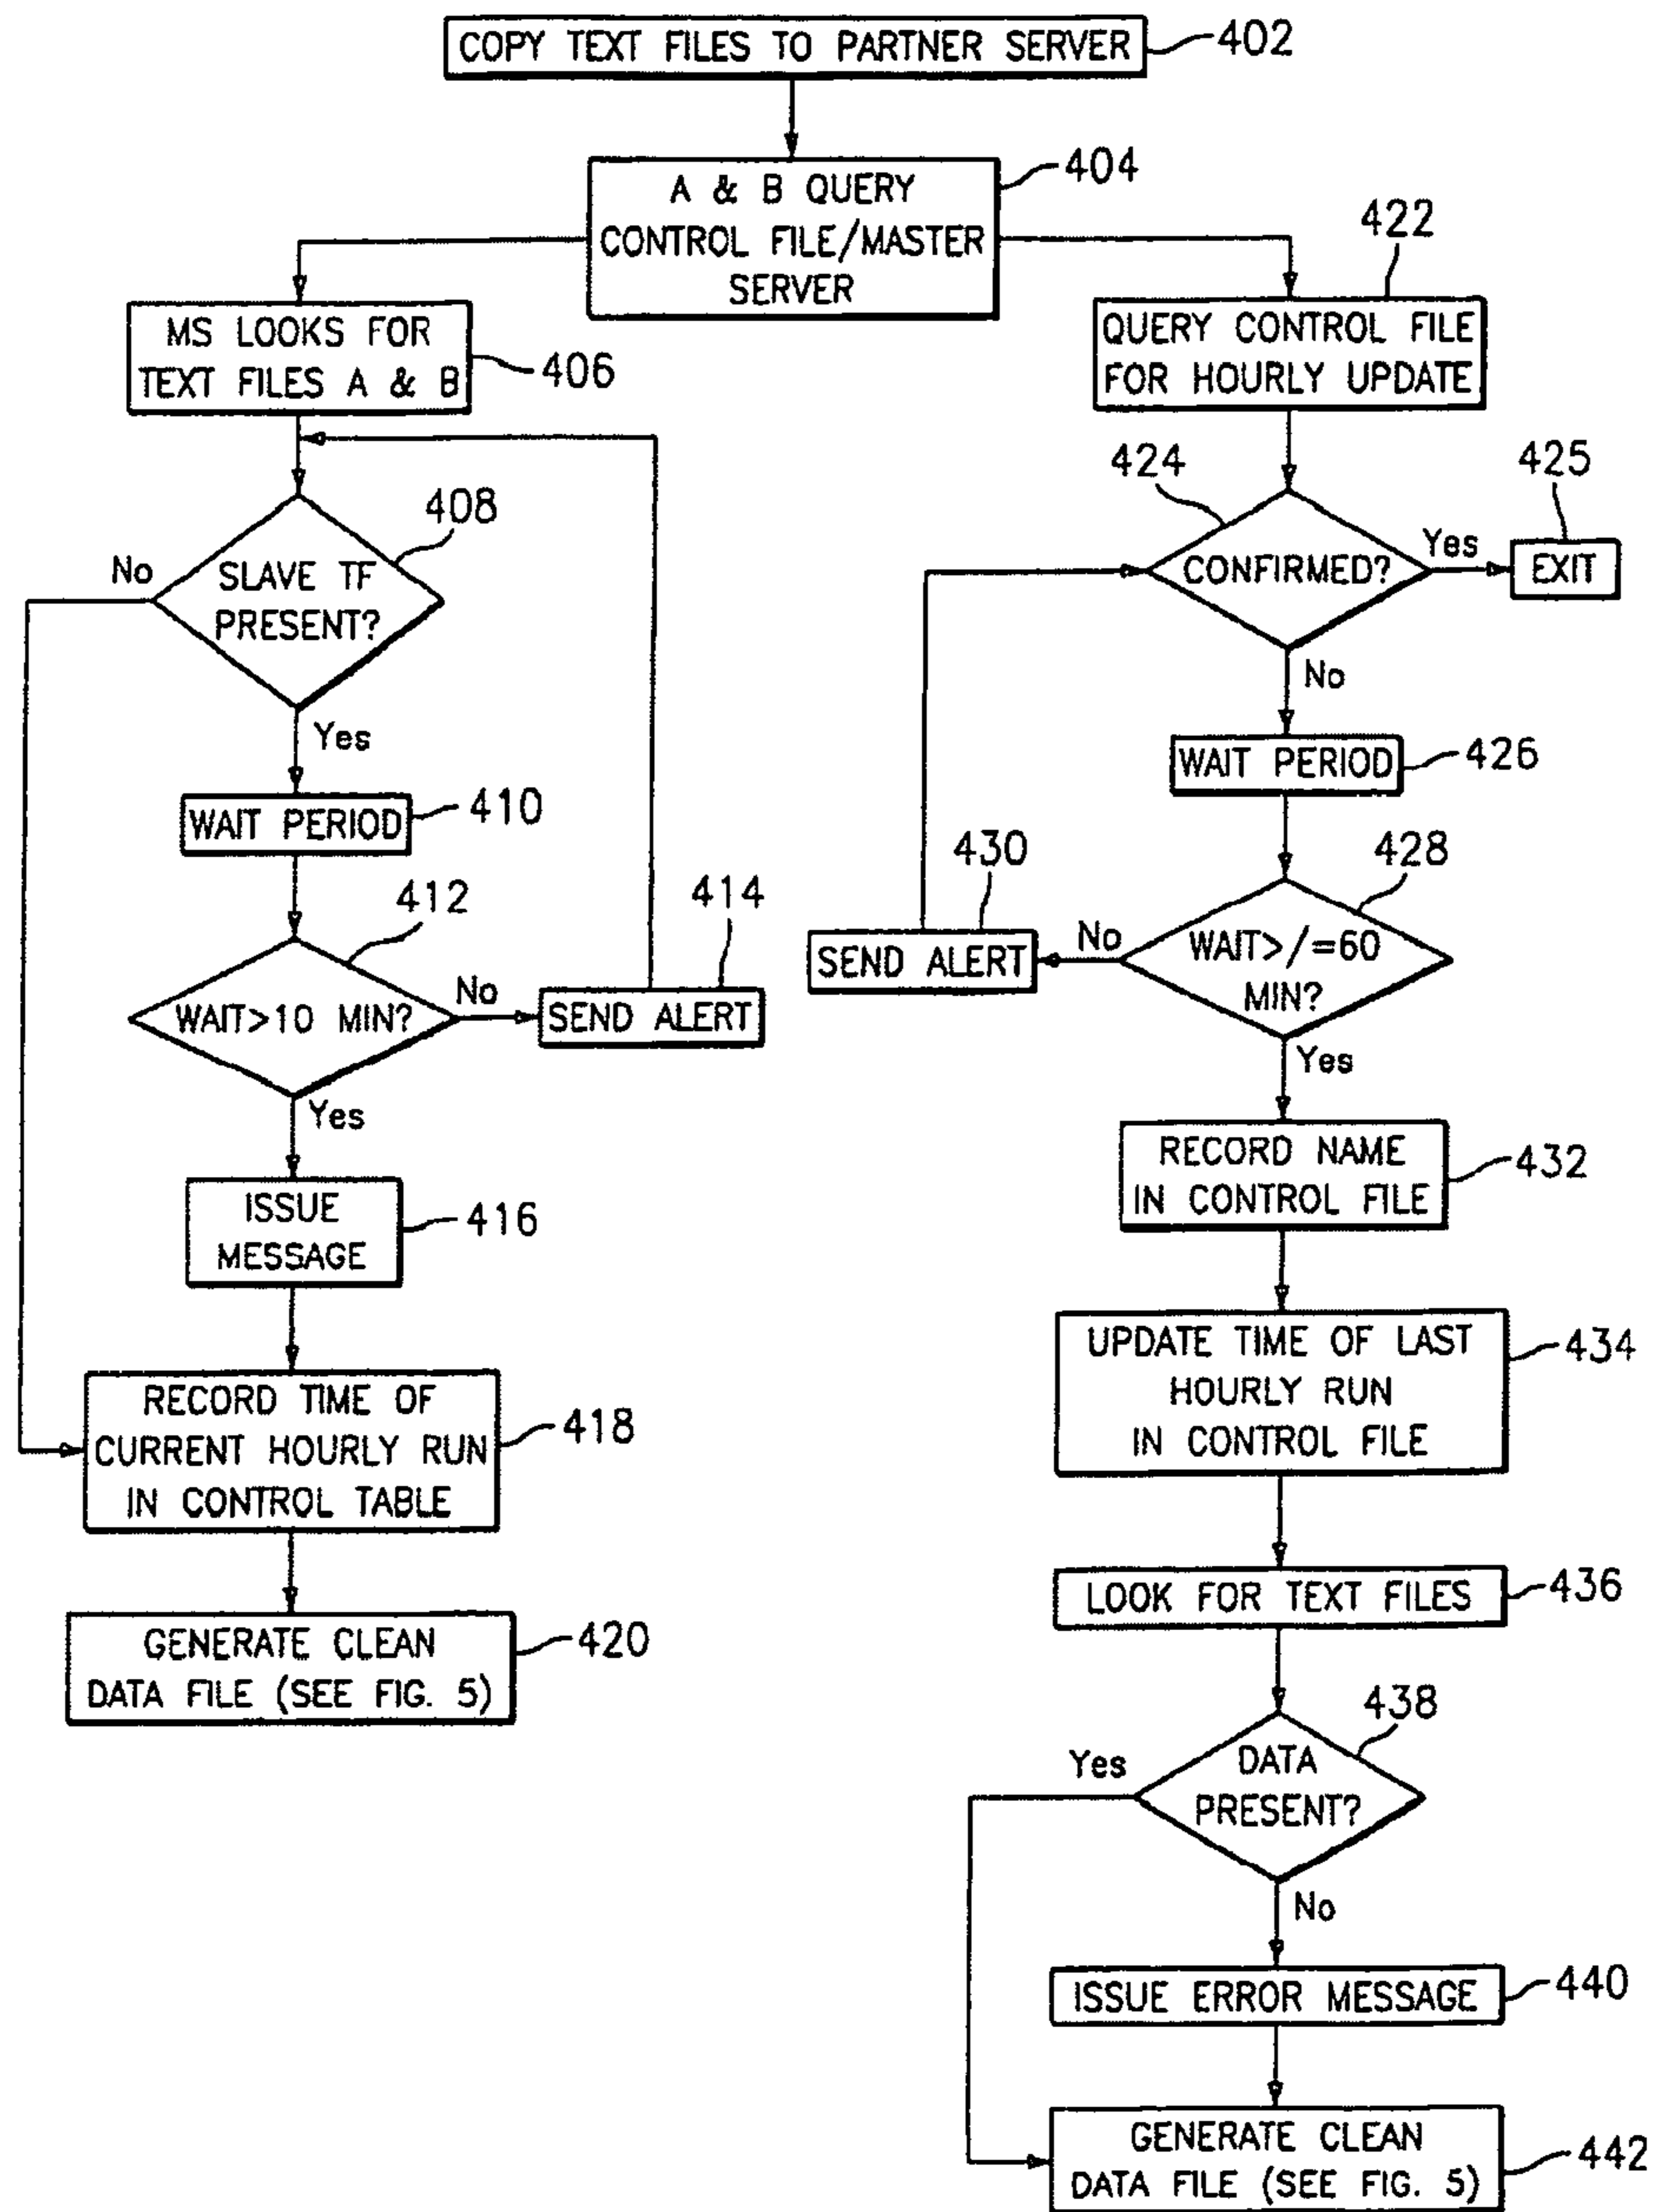 COPY TEXT FILES TO PARTNER SERVER
402
A & B QUERY
CONTROL FILE/MASTER
SERVER
404
MS LOOKS FOR
TEXT FILES A & B
406
SLAVE TF
PRESENT?
408
No
Yes
WAIT PERIOD
410
WAIT>10 MIN?
412
No
SEND ALERT
414
Yes
ISSUE
MESSAGE
416
RECORD TIME OF
CURRENT HOURLY RUN
IN CONTROL TABLE
418
GENERATE CLEAN
DATA FILE (SEE FIG. 5)
420
422
QUERY CONTROL FILE
FOR HOURLY UPDATE
424
CONFIRMED?
Yes
425
EXIT
No
WAIT PERIOD
426
428
WAIT>/=60
MIN?
No
430
SEND ALERT
Yes
RECORD NAME
IN CONTROL FILE
432
UPDATE TIME OF LAST
HOURLY RUN
IN CONTROL FILE
434
LOOK FOR TEXT FILES
436
438
DATA
PRESENT?
Yes
No
ISSUE ERROR MESSAGE
440
GENERATE CLEAN
DATA FILE (SEE FIG. 5)
442